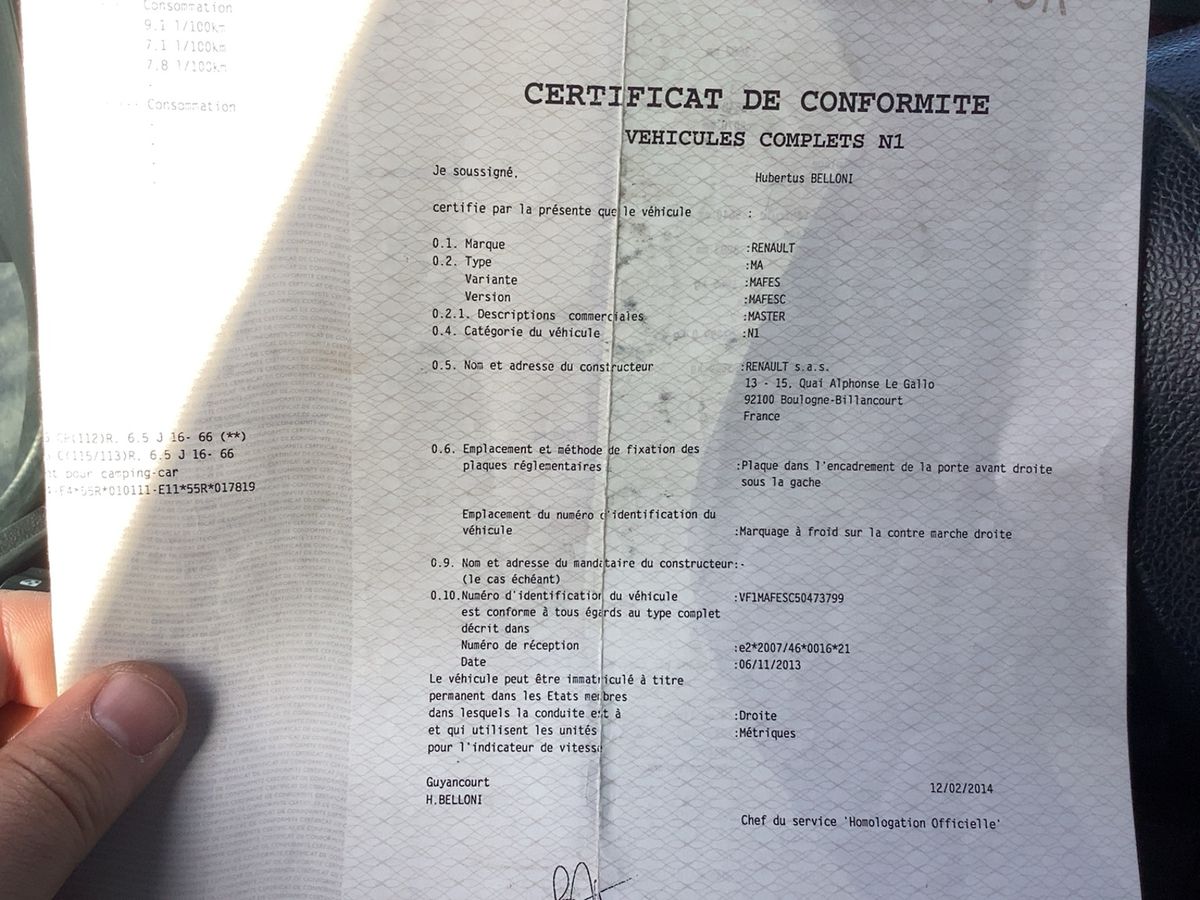 Consommation
9.1 l/100km
7.1 l/100km
7.8 l/100km
Consommation
(112)R. 6.5 J 16- 66 (**)
(115/113)R. 6.5 J 16- 66
pour camping-car
E4*55R*010111-E11*55R*017819
CERTIFICAT DE CONFORMITE
VEHICULES COMPLETS N1
Je soussigné, Hubertus BELLONI
certifie par la présente que le véhicule :
0.1. Marque :RENAULT
0.2. Type :MA
Variante :MAFES
Version :MAFESC
0.2.1. Descriptions commerciales :MASTER
0.4. Catégorie du véhicule :N1
0.5. Nom et adresse du constructeur :RENAULT s.a.s.
13 - 15, Quai Alphonse Le Gallo
92100 Boulogne-Billancourt
France
0.6. Emplacement et méthode de fixation des
plaques réglementaires :Plaque dans l'encadrement de la porte avant droite
sous la gache
Emplacement du numéro d'identification du
véhicule :Marquage à froid sur la contre marche droite
0.9. Nom et adresse du mandataire du constructeur:-
(le cas échéant)
0.10.Numéro d'identification du véhicule :VF1MAFESC50473799
est conforme à tous égards au type complet
décrit dans
Numéro de réception :e2*2007/46*0016*21
Date :06/11/2013
Le véhicule peut être immatriculé à titre
permanent dans les Etats membres
dans lesquels la conduite est à :Droite
et qui utilisent les unités :Métriques
pour l'indicateur de vitesse
Guyancourt 12/02/2014
H.BELLONI
Chef du service 'Homologation Officielle'